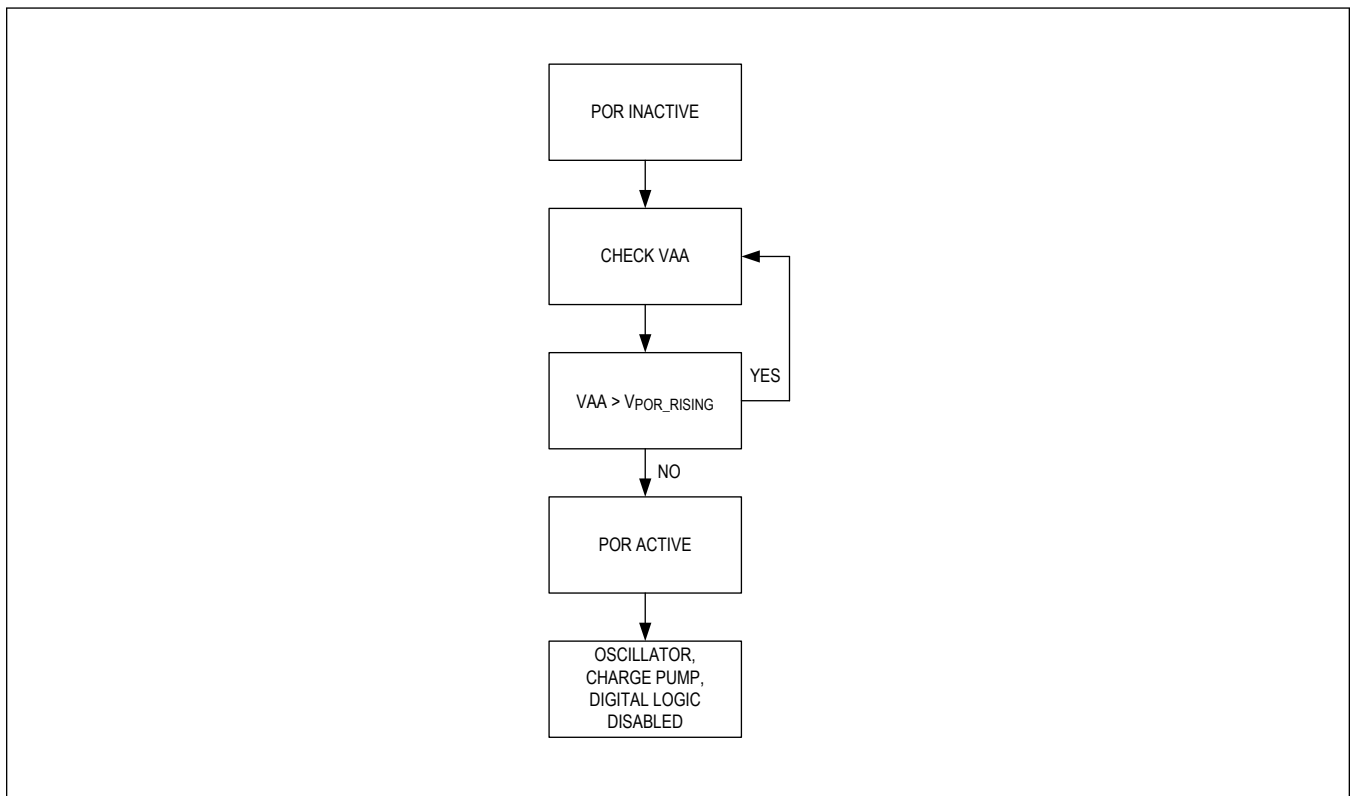 POR INACTIVE
CHECK VAA
YES
VAA > VPOR_RISING
NO
POR ACTIVE
OSCILLATOR,
CHARGE PUMP,
DIGITAL LOGIC
DISABLED